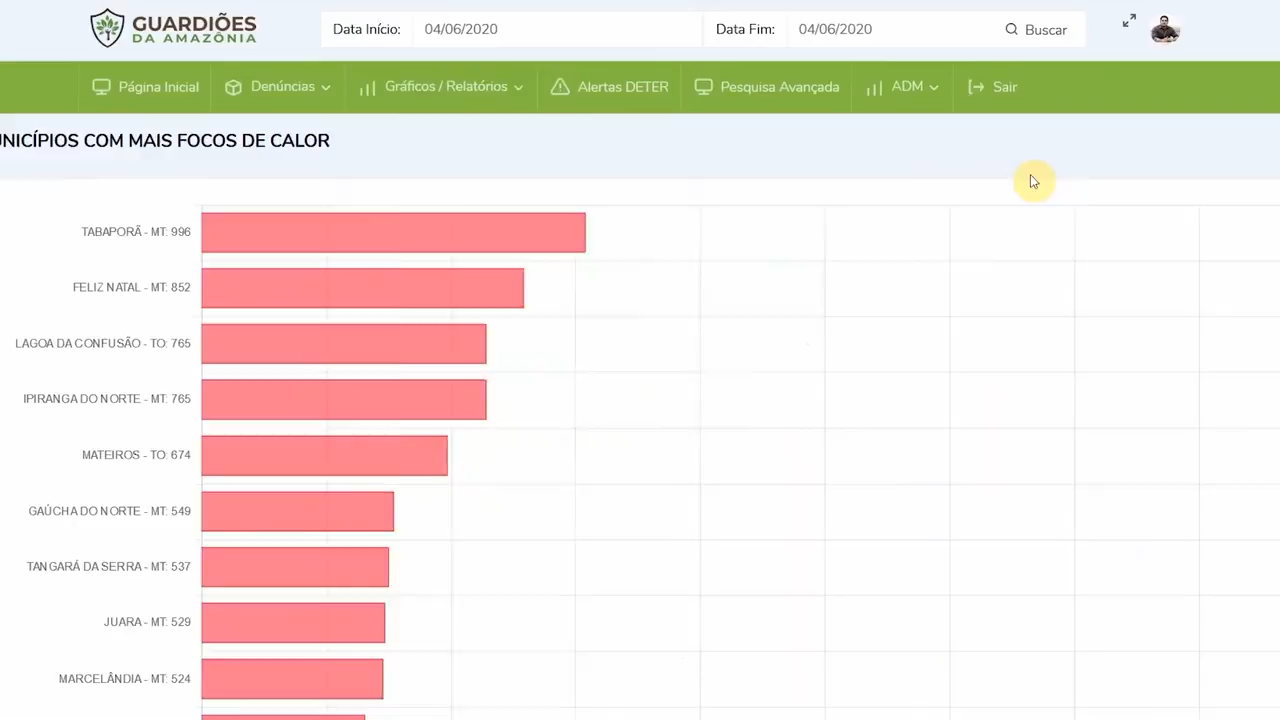 GUARDIÕES
DA AMAZÔNIA
Data Início: 04/06/2020 Data Fim: 04/06/2020 Buscar
Página Inicial Denúncias Gráficos / Relatórios Alertas DETER Pesquisa Avançada ADM Sair
UNICÍPIOS COM MAIS FOCOS DE CALOR
TABAPORÃ - MT: 996
FELIZ NATAL - MT: 852
LAGOA DA CONFUSÃO - TO: 765
IPIRANGA DO NORTE - MT: 765
MATEIROS - TO: 674
GAÚCHA DO NORTE - MT: 549
TANGARÁ DA SERRA - MT: 537
JUARA - MT: 529
MARCELÂNDIA - MT: 524